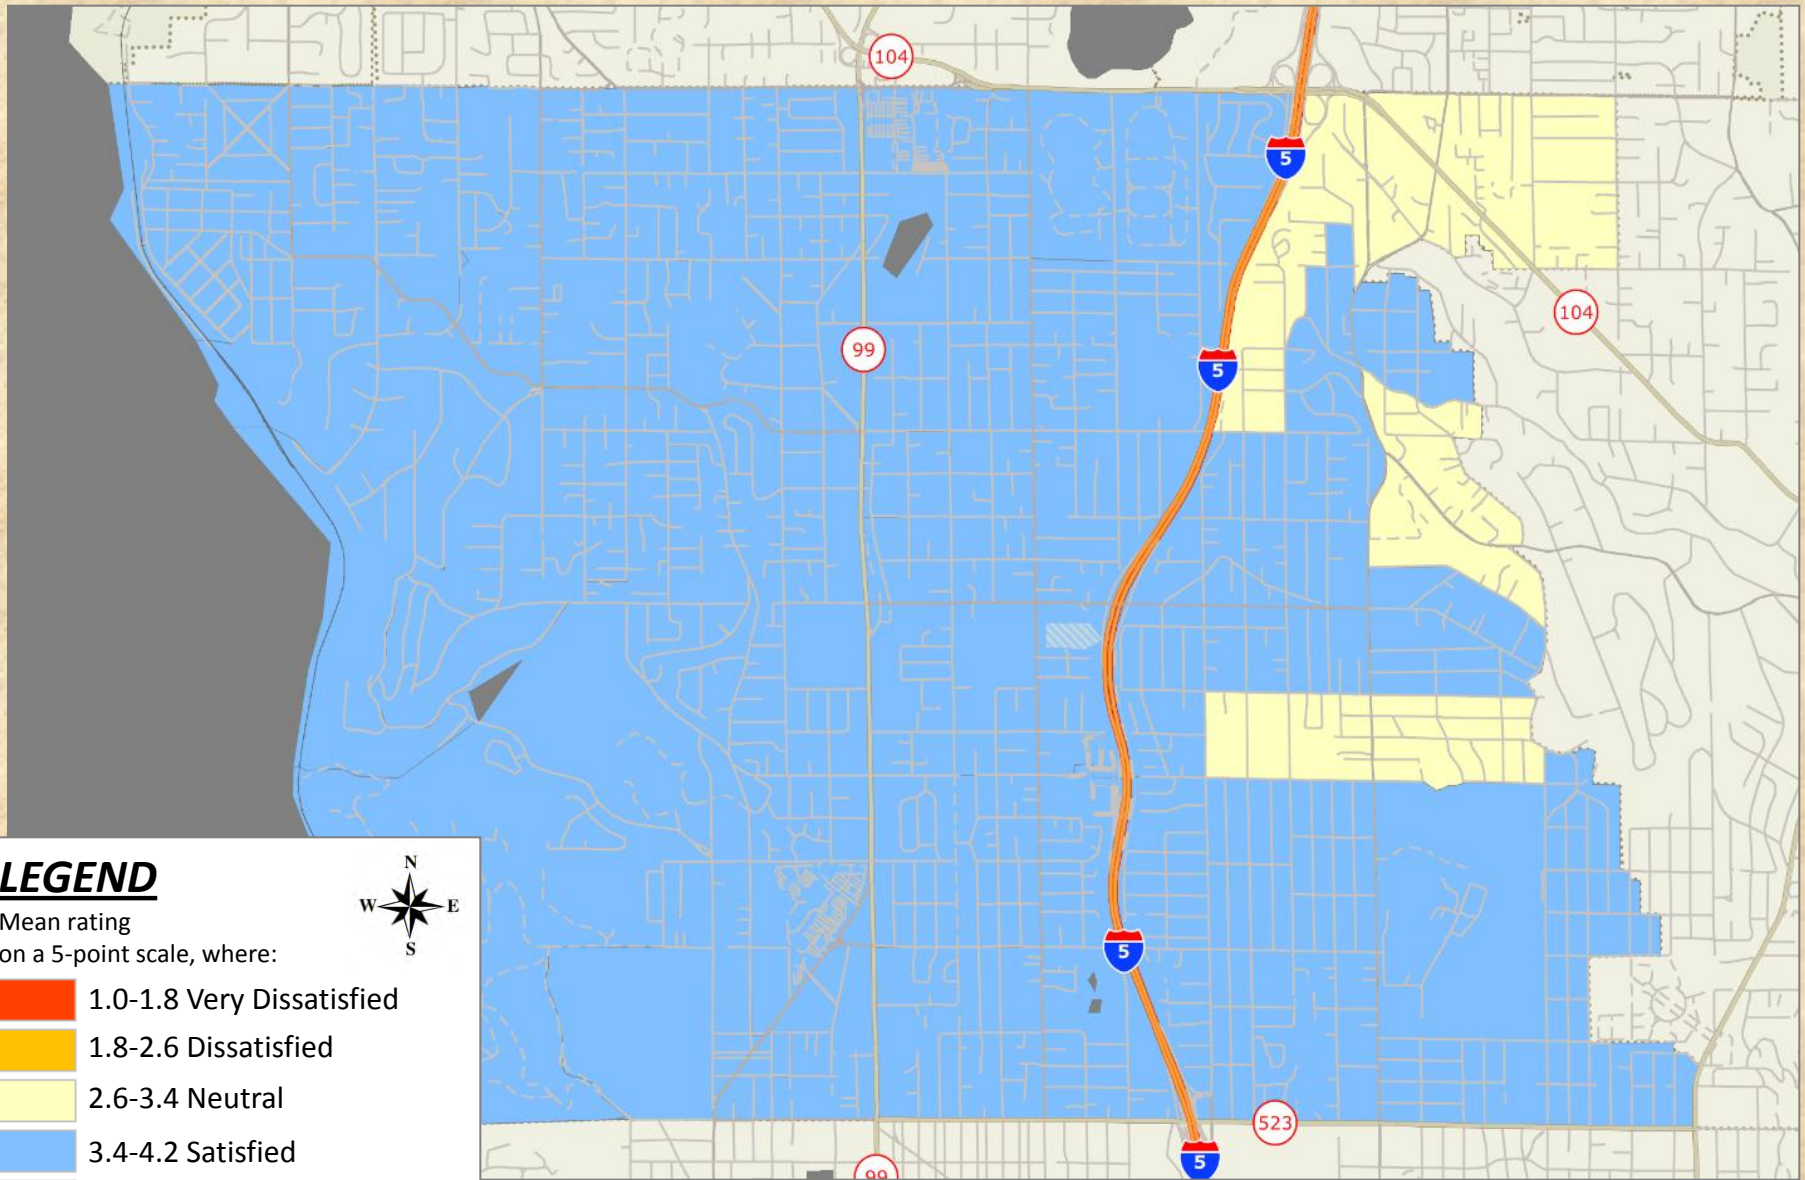 104
5
104
99
5
5
523
5
99
LEGEND
N
W E
S
Mean rating
on a 5-point scale, where:
1.0-1.8 Very Dissatisfied
1.8-2.6 Dissatisfied
2.6-3.4 Neutral
3.4-4.2 Satisfied